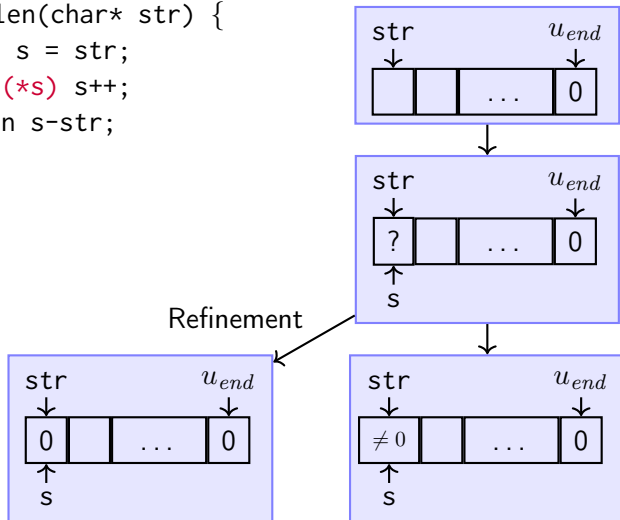 len(char* str) {
s = str;
(*s) s++;
n s-str;
str u_end
... 0
str u_end
? ... 0
s
Refinement
str u_end
0 ... 0
s
str u_end
≠ 0 ... 0
s